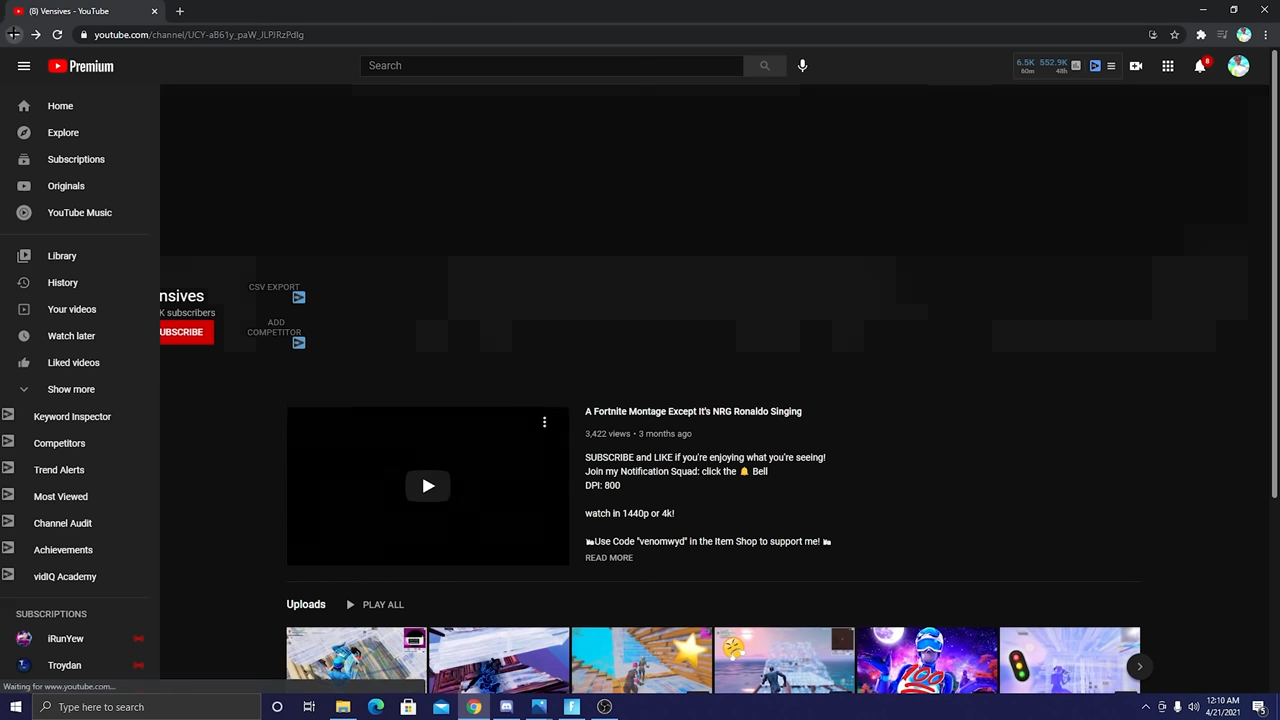 (8) Vensives - YouTube
youtube.com/channel/UCY-aB61y_paW_JLPJRzPdlg
Premium
Search
6.5K 552.9K
60m 48h
8
Home
Explore
Subscriptions
Originals
YouTube Music
Library
History
Your videos
Watch later
Liked videos
Show more
Keyword Inspector
Competitors
Trend Alerts
Most Viewed
Channel Audit
Achievements
vidIQ Academy
SUBSCRIPTIONS
iRunYew
Troydan
nsives
K subscribers
UBSCRIBE
CSV EXPORT
ADD
COMPETITOR
A Fortnite Montage Except It's NRG Ronaldo Singing
3,422 views • 3 months ago
SUBSCRIBE and LIKE if you're enjoying what you're seeing!
Join my Notification Squad: click the 🔔 Bell
DPI: 800
watch in 1440p or 4k!
Use Code "venomwyd" in the Item Shop to support me!
READ MORE
Uploads
PLAY ALL
100
Waiting for www.youtube.com...
Type here to search
12:10 AM
4/21/2021